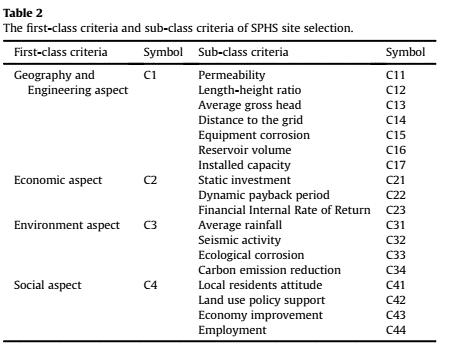 Table 2
The first-class criteria and sub-class criteria of SPHS site selection.
First-class criteria Symbol Sub-class criteria Symbol
Geography and C1 Permeability C11
Engineering aspect Length-height ratio C12
Average gross head C13
Distance to the grid C14
Equipment corrosion C15
Reservoir volume C16
Installed capacity C17
Economic aspect C2 Static investment C21
Dynamic payback period C22
Financial Internal Rate of Return C23
Environment aspect C3 Average rainfall C31
Seismic activity C32
Ecological corrosion C33
Carbon emission reduction C34
Social aspect C4 Local residents attitude C41
Land use policy support C42
Economy improvement C43
Employment C44